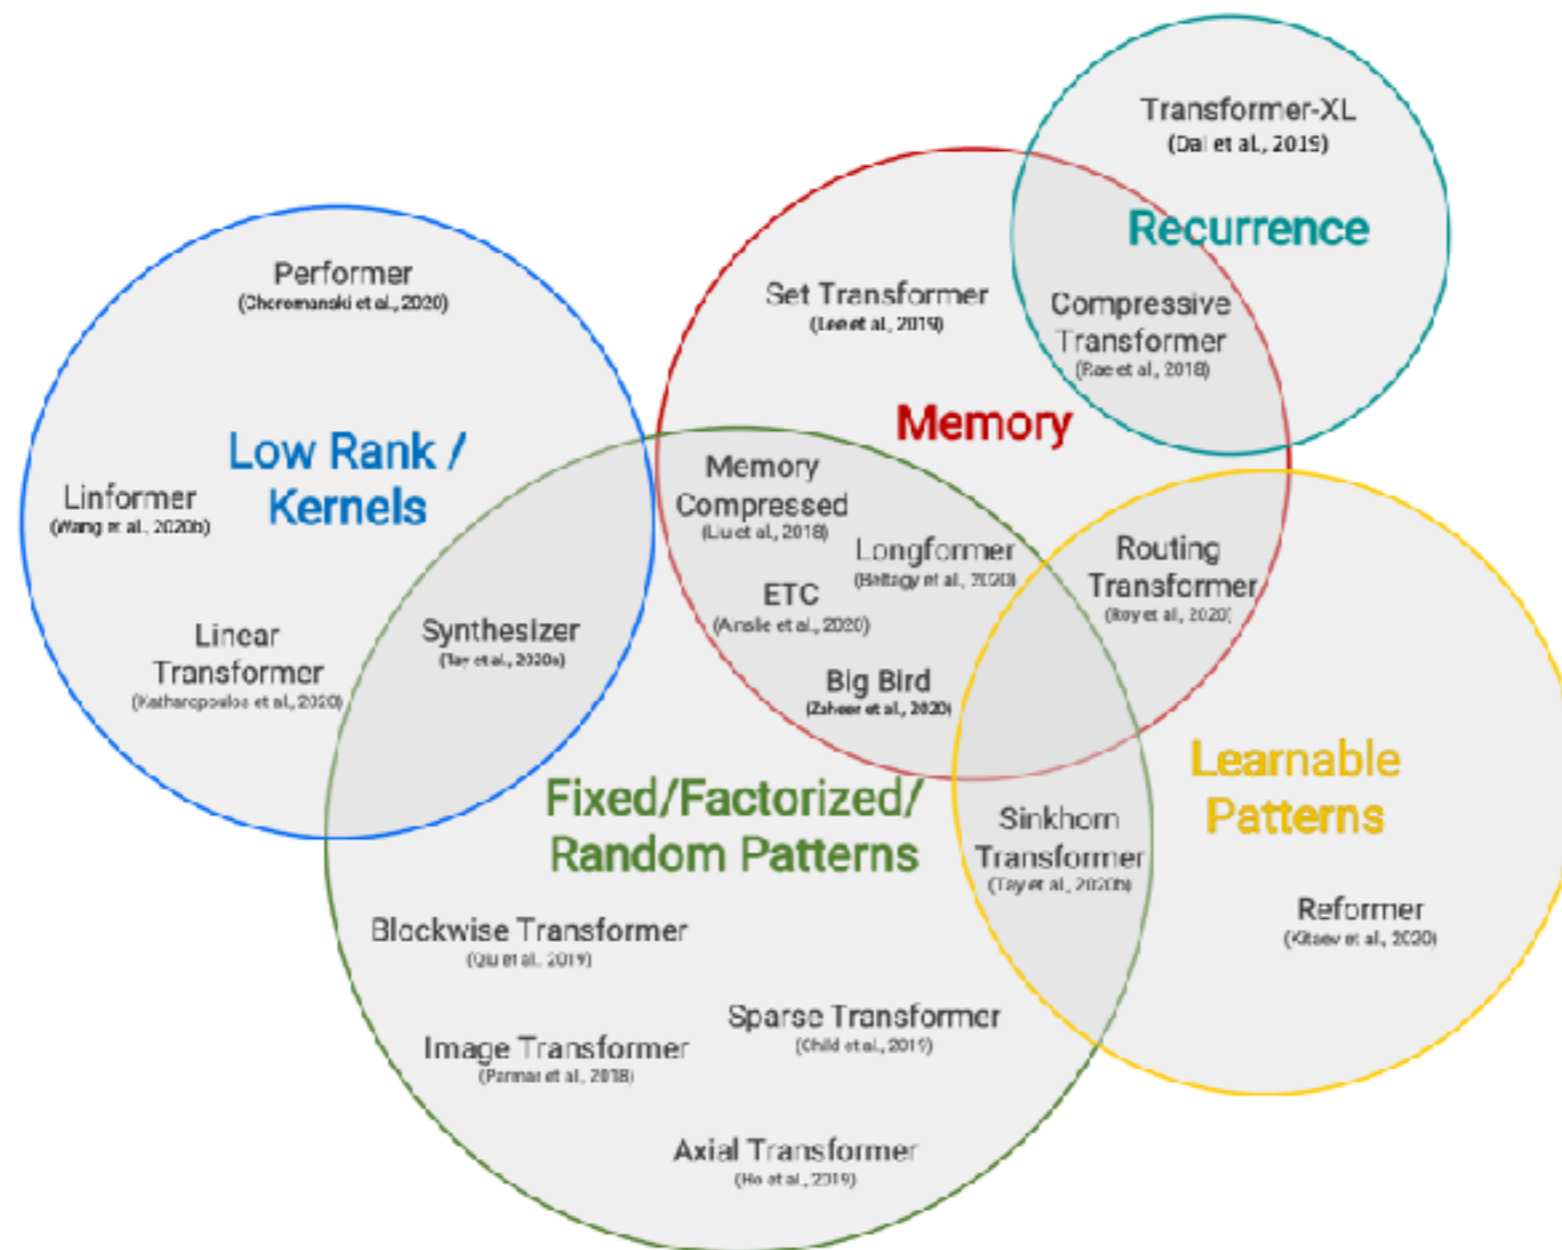 Transformer-XL
(Dai et al., 2019)
Recurrence
Compressive
Transformer
(Rae et al., 2018)
Set Transformer
(Lee et al., 2019)
Memory
Performer
(Choromanski et al., 2020)
Low Rank /
Kernels
Linformer
(Wang et al., 2020b)
Linear
Transformer
(Katharopoulos et al., 2020)
Synthesizer
(Tay et al., 2020a)
Memory
Compressed
(Liu et al., 2018)
Longformer
(Beltagy et al., 2020)
ETC
(Ainslie et al., 2020)
Big Bird
(Zaheer et al., 2020)
Routing
Transformer
(Roy et al., 2020)
Learnable
Patterns
Sinkhorn
Transformer
(Tay et al., 2020b)
Reformer
(Kitaev et al., 2020)
Fixed/Factorized/
Random Patterns
Blockwise Transformer
(Qiu et al., 2019)
Sparse Transformer
(Child et al., 2019)
Image Transformer
(Parmar et al., 2018)
Axial Transformer
(Ho et al., 2019)